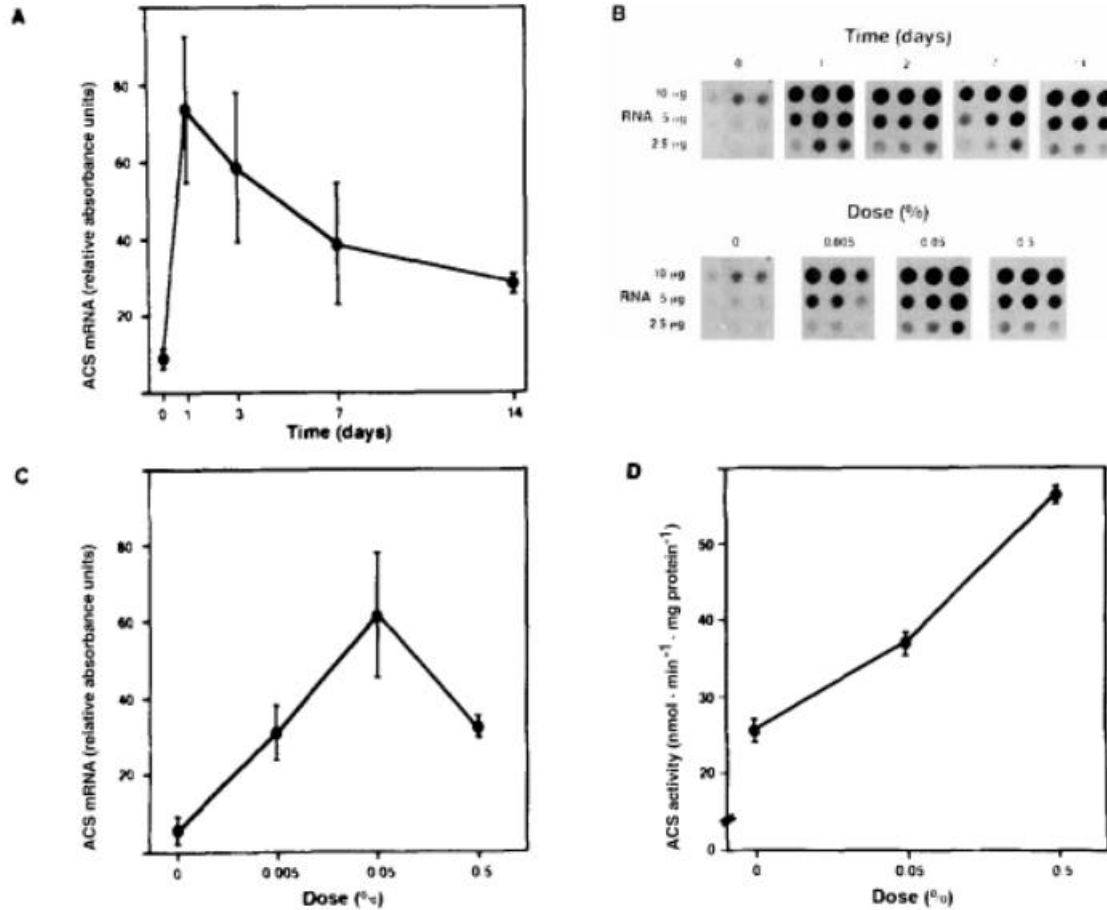 A
ACS mRNA (relative absorbance units)
80
60
40
20
0 1 3 7 14
Time (days)
B
Time (days)
0
10 µg
RNA 5 µg
2.5 µg
Dose (%)
0 0.005 0.05 0.5
10 µg
RNA 5 µg
2.5 µg
C
ACS mRNA (relative absorbance units)
80
60
40
20
0 0.005 0.05 0.5
Dose (%)
D
ACS activity (nmol · min⁻¹ · mg protein⁻¹)
50
40
30
20
0
0 0.05 0.5
Dose (%)